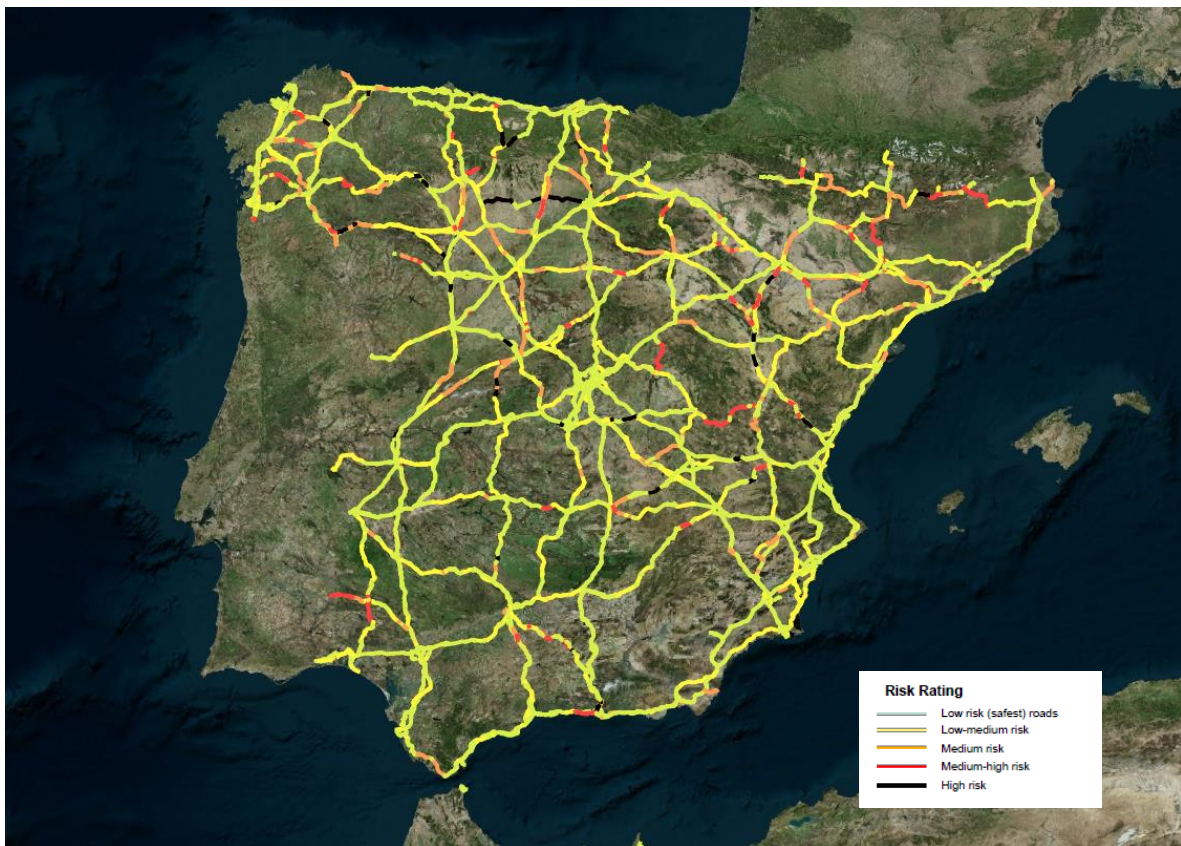 Risk Rating
Low risk (safest) roads
Low-medium risk
Medium risk
Medium-high risk
High risk